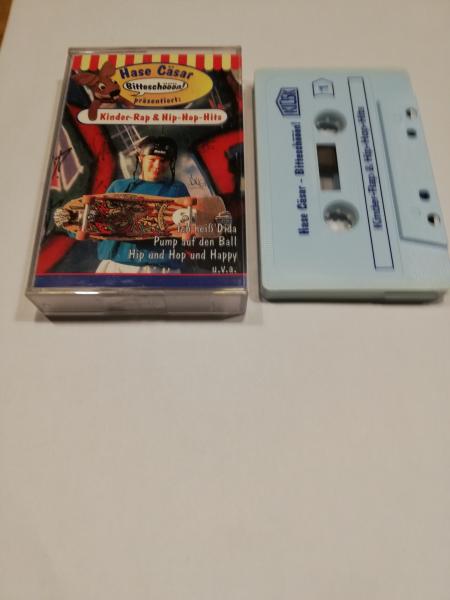 Hase Cäsar
Bitteschööön!
präsentiert:
Kinder-Rap & Hip-Hop-Hits
Ich heiß Dida
Pump auf den Ball
Hip und Hop und Happy
u.v.a.
Hase Cäsar - Bitteschööön!
Kinder-Rap & Hip-Hop-Hits
1